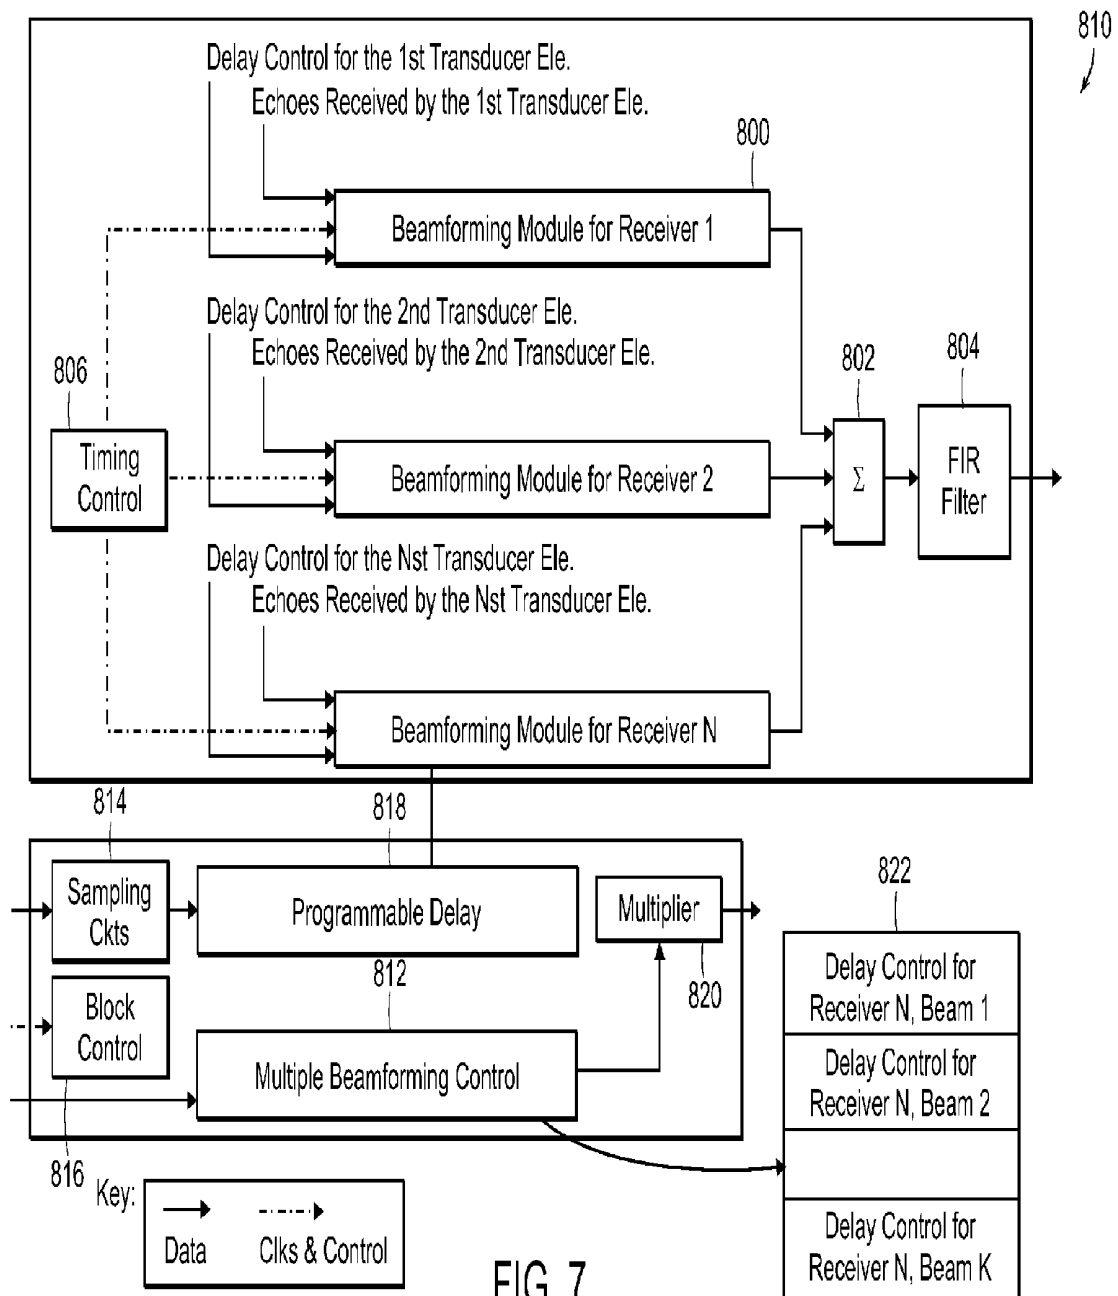 810
Delay Control for the 1st Transducer Ele.
Echoes Received by the 1st Transducer Ele.
800
Beamforming Module for Receiver 1
Delay Control for the 2nd Transducer Ele.
Echoes Received by the 2nd Transducer Ele.
806
802
804
Timing
Control
Beamforming Module for Receiver 2
Σ
FIR
Filter
Delay Control for the Nst Transducer Ele.
Echoes Received by the Nst Transducer Ele.
Beamforming Module for Receiver N
814
818
822
Sampling
Ckts
Programmable Delay
Multiplier
820
812
Block
Control
Multiple Beamforming Control
816
Delay Control for
Receiver N, Beam 1
Delay Control for
Receiver N, Beam 2
Delay Control for
Receiver N, Beam K
Key:
Data
Clks & Control
FIG. 7